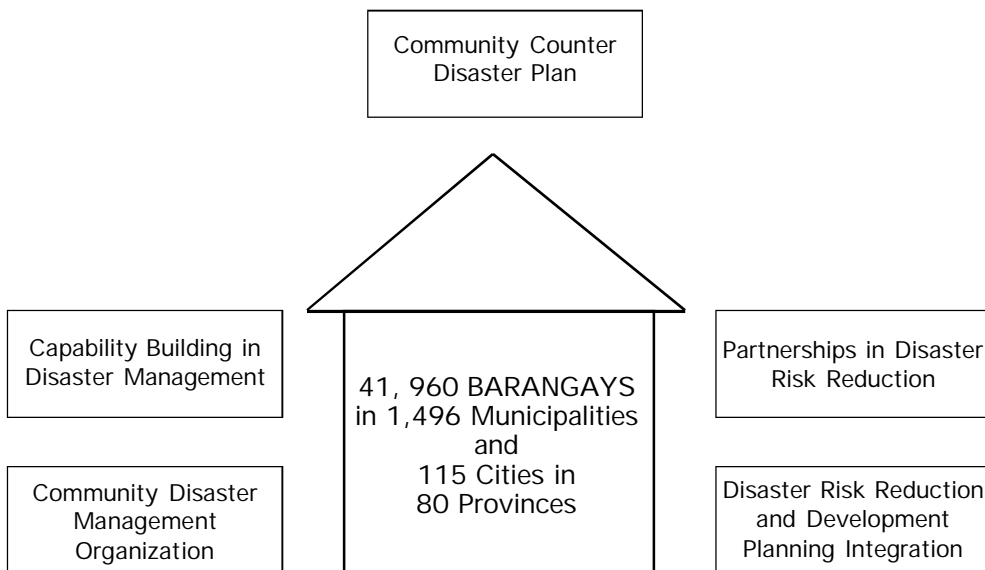 Community Counter
Disaster Plan
Capability Building in
Disaster Management
Partnerships in Disaster
Risk Reduction
41, 960 BARANGAYS
in 1,496 Municipalities
and
115 Cities in
80 Provinces
Community Disaster
Management
Organization
Disaster Risk Reduction
and Development
Planning Integration